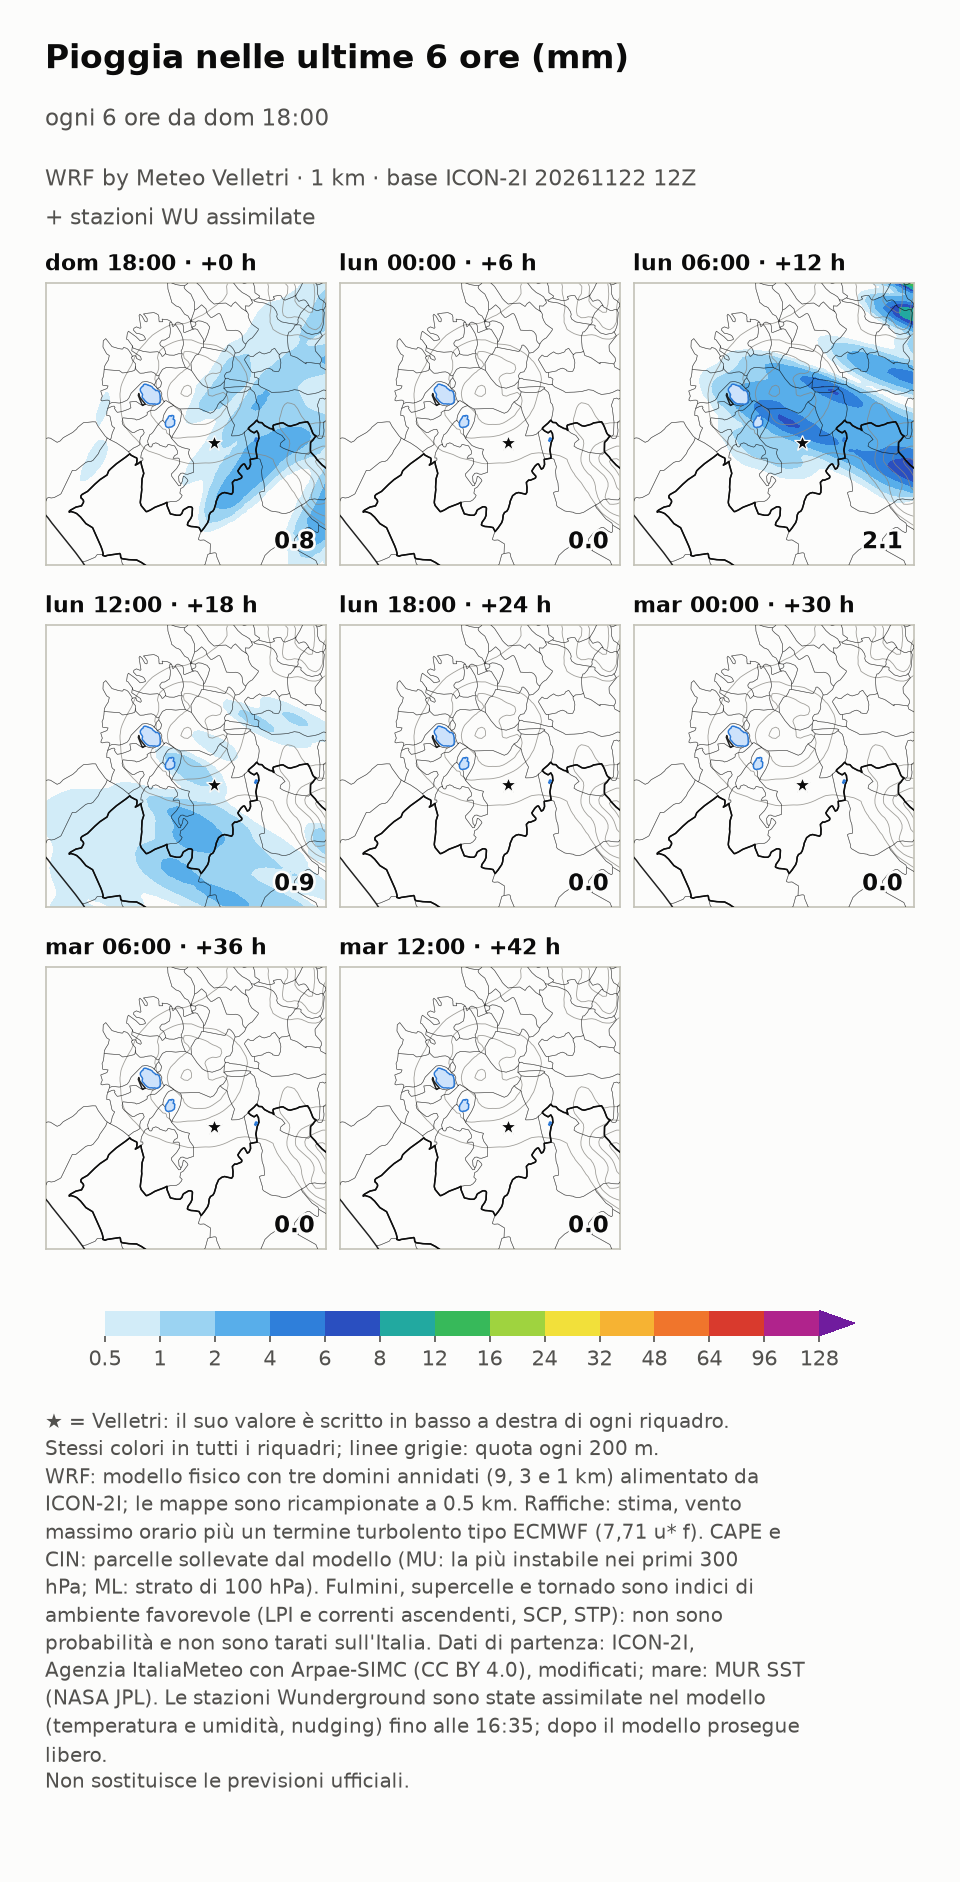 Pioggia nelle ultime 6 ore (mm)
ogni 6 ore da dom 18:00
WRF by Meteo Velletri · 1 km · base ICON-2I 20261122 12Z
+ stazioni WU assimilate
dom 18:00 · +0 h
lun 00:00 · +6 h
lun 06:00 · +12 h
0.8
0.0
2.1
lun 12:00 · +18 h
lun 18:00 · +24 h
mar 00:00 · +30 h
0.9
0.0
0.0
mar 06:00 · +36 h
mar 12:00 · +42 h
0.0
0.0
0.5 1 2 4 6 8 12 16 24 32 48 64 96 128
★ = Velletri: il suo valore è scritto in basso a destra di ogni riquadro.
Stessi colori in tutti i riquadri; linee grigie: quota ogni 200 m.
WRF: modello fisico con tre domini annidati (9, 3 e 1 km) alimentato da
ICON-2I; le mappe sono ricampionate a 0.5 km. Raffiche: stima, vento
massimo orario più un termine turbolento tipo ECMWF (7,71 u* f). CAPE e
CIN: parcelle sollevate dal modello (MU: la più instabile nei primi 300
hPa; ML: strato di 100 hPa). Fulmini, supercelle e tornado sono indici di
ambiente favorevole (LPI e correnti ascendenti, SCP, STP): non sono
probabilità e non sono tarati sull'Italia. Dati di partenza: ICON-2I,
Agenzia ItaliaMeteo con Arpae-SIMC (CC BY 4.0), modificati; mare: MUR SST
(NASA JPL). Le stazioni Wunderground sono state assimilate nel modello
(temperatura e umidità, nudging) fino alle 16:35; dopo il modello prosegue
libero.
Non sostituisce le previsioni ufficiali.